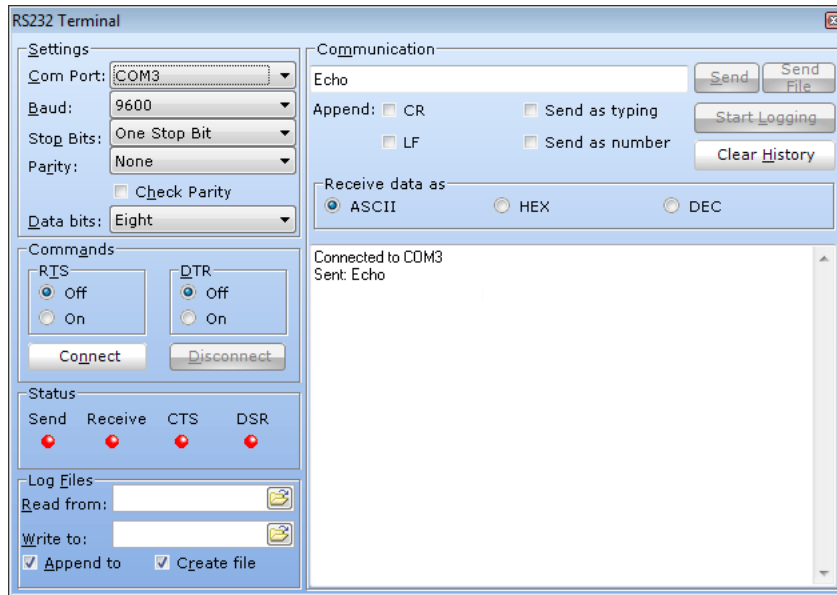 RS232 Terminal
Settings
Com Port: COM3
Baud: 9600
Stop Bits: One Stop Bit
Parity: None
Check Parity
Data bits: Eight
Commands
RTS
Off
On
DTR
Off
On
Connect Disconnect
Status
Send Receive CTS DSR
Log Files
Read from:
Write to:
Append to Create file
Communication
Echo Send Send File
Append: CR Send as typing Start Logging
LF Send as number Clear History
Receive data as
ASCII HEX DEC
Connected to COM3
Sent: Echo